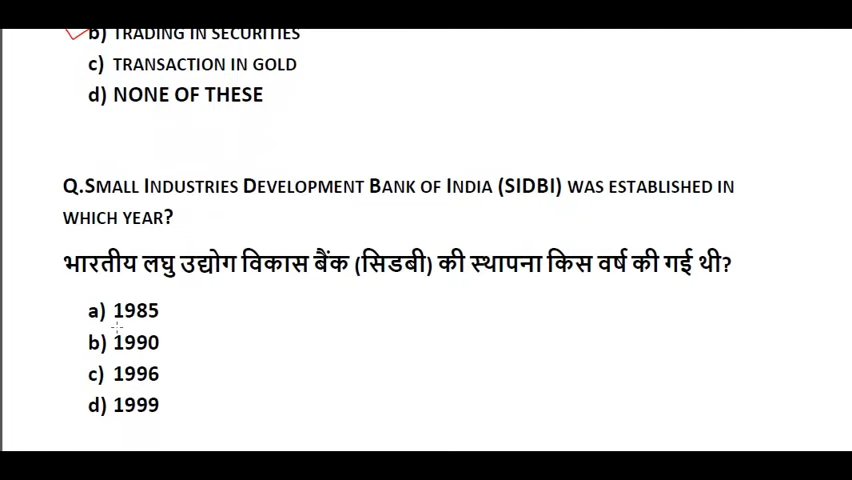 b) TRADING IN SECURITIES
c) TRANSACTION IN GOLD
d) NONE OF THESE
Q.SMALL INDUSTRIES DEVELOPMENT BANK OF INDIA (SIDBI) WAS ESTABLISHED IN
WHICH YEAR?
भारतीय लघु उद्योग विकास बैंक (सिडबी) की स्थापना किस वर्ष की गई थी?
a) 1985
b) 1990
c) 1996
d) 1999